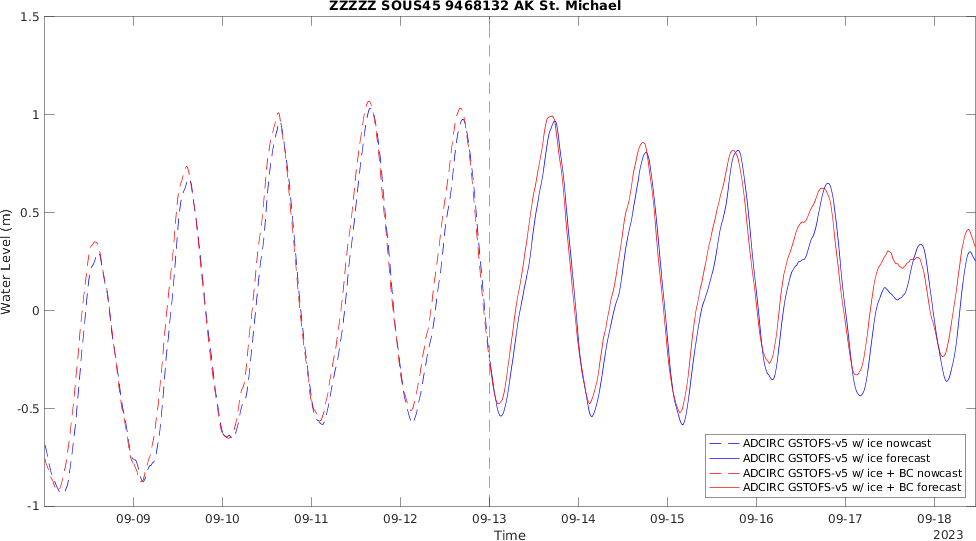 ZZZZZ SOUS45 9468132 AK St. Michael
1.5
1
0.5
0
-0.5
-1
Water Level (m)
09-09
09-10
09-11
09-12
09-13
09-14
09-15
09-16
09-17
09-18
Time
2023
ADCIRC GSTOFS-v5 w/ ice nowcast
ADCIRC GSTOFS-v5 w/ ice forecast
ADCIRC GSTOFS-v5 w/ ice + BC nowcast
ADCIRC GSTOFS-v5 w/ ice + BC forecast